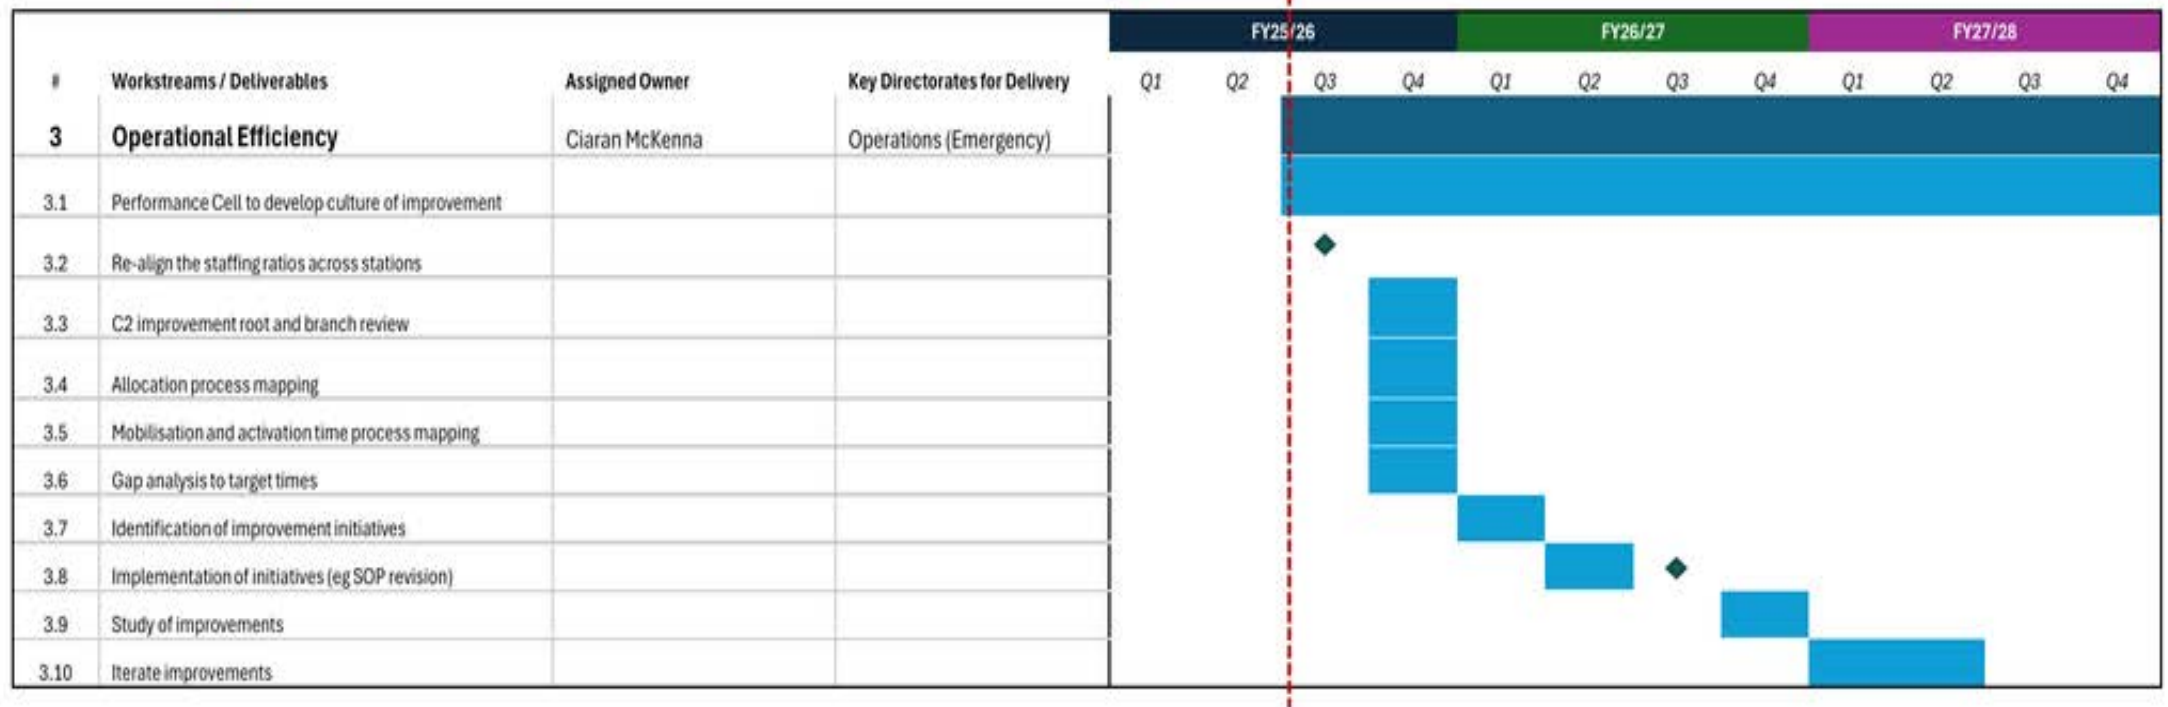 FY25/26 FY26/27 FY27/28
# Workstreams / Deliverables Assigned Owner Key Directorates for Delivery Q1 Q2 Q3 Q4 Q1 Q2 Q3 Q4 Q1 Q2 Q3 Q4
3 Operational Efficiency Ciaran McKenna Operations (Emergency)
3.1 Performance Cell to develop culture of improvement
3.2 Re-align the staffing ratios across stations
3.3 C2 improvement root and branch review
3.4 Allocation process mapping
3.5 Mobilisation and activation time process mapping
3.6 Gap analysis to target times
3.7 Identification of improvement initiatives
3.8 Implementation of initiatives (eg SOP revision)
3.9 Study of improvements
3.10 Iterate improvements